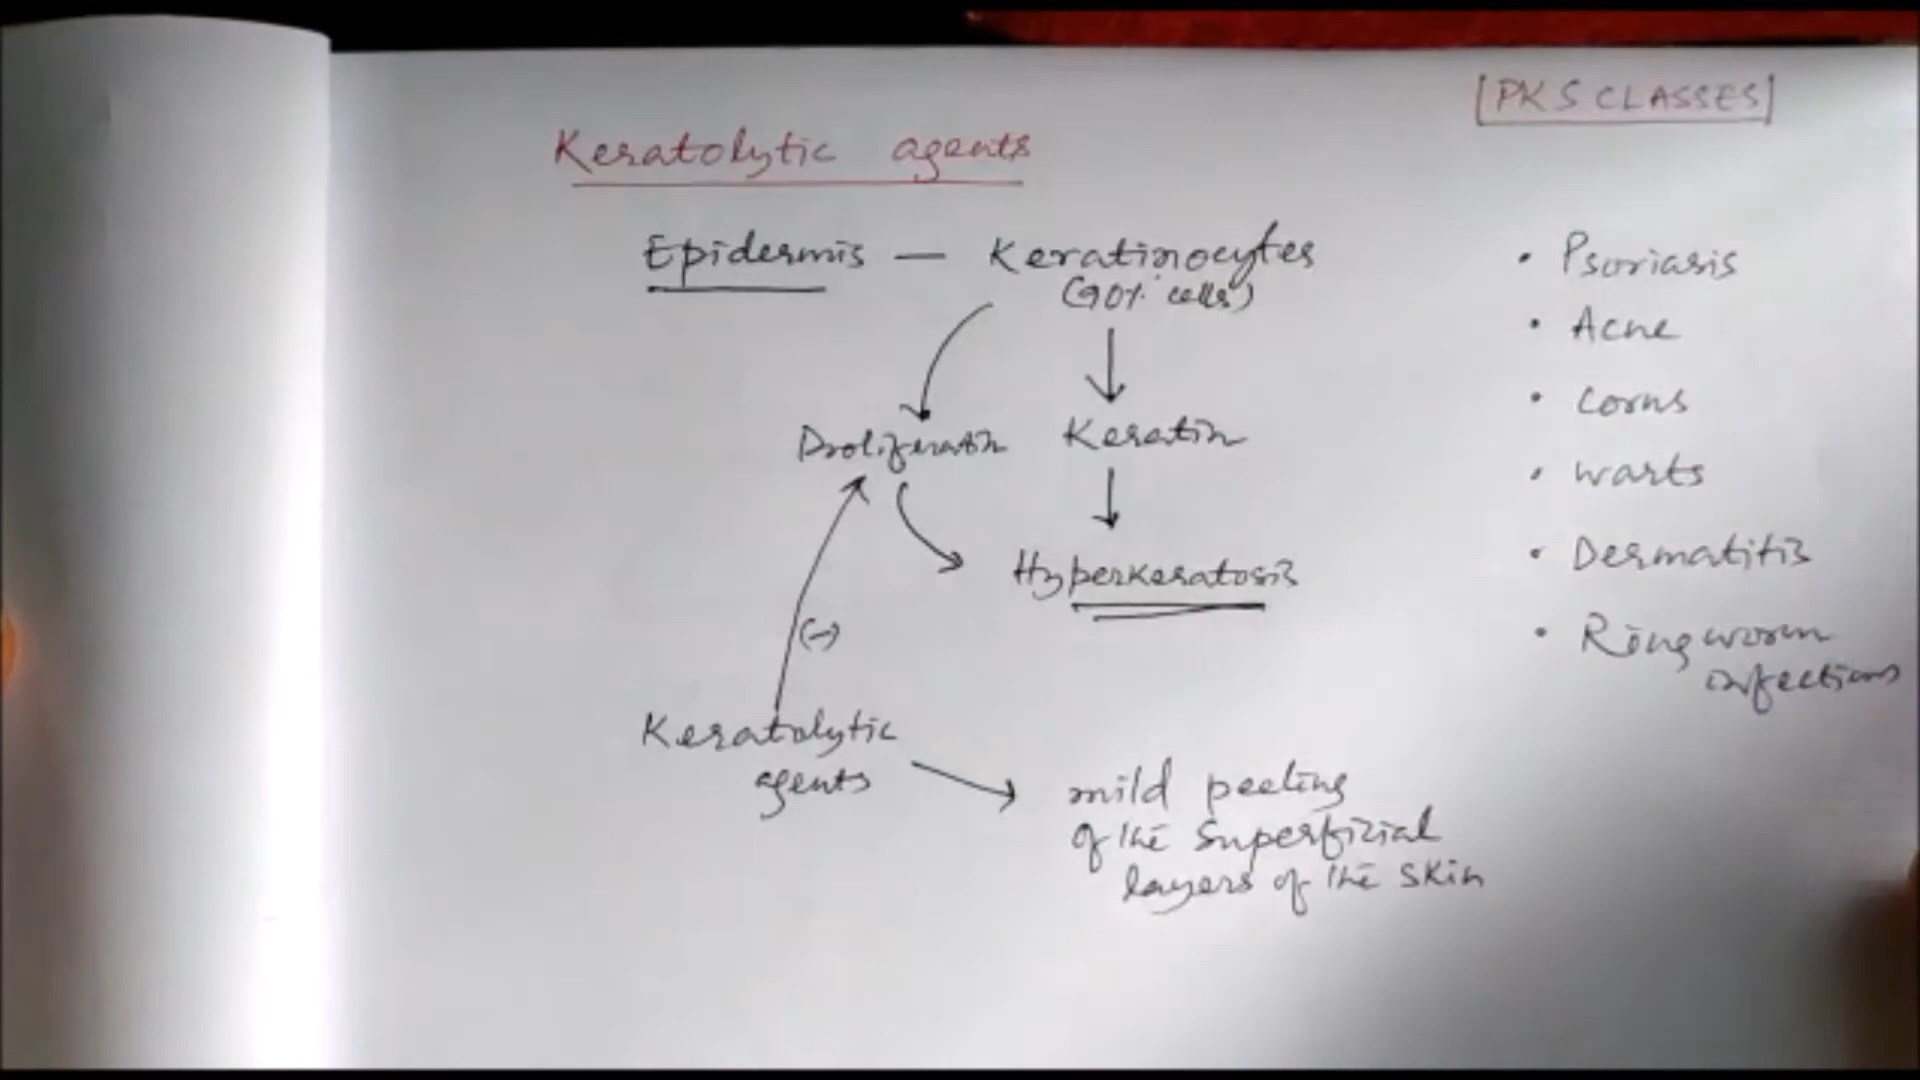 [PKS CLASSES]
Keratolytic agents
Epidermis — Keratinocytes
(90% cells)
Proliferatin Keratin
Hyperkeratosis
(-)
Keratolytic
agents
mild peeling
of the superficial
layers of the skin
• Psoriasis
• Acne
• corns
• warts
• Dermatitis
• Ringworm
infections